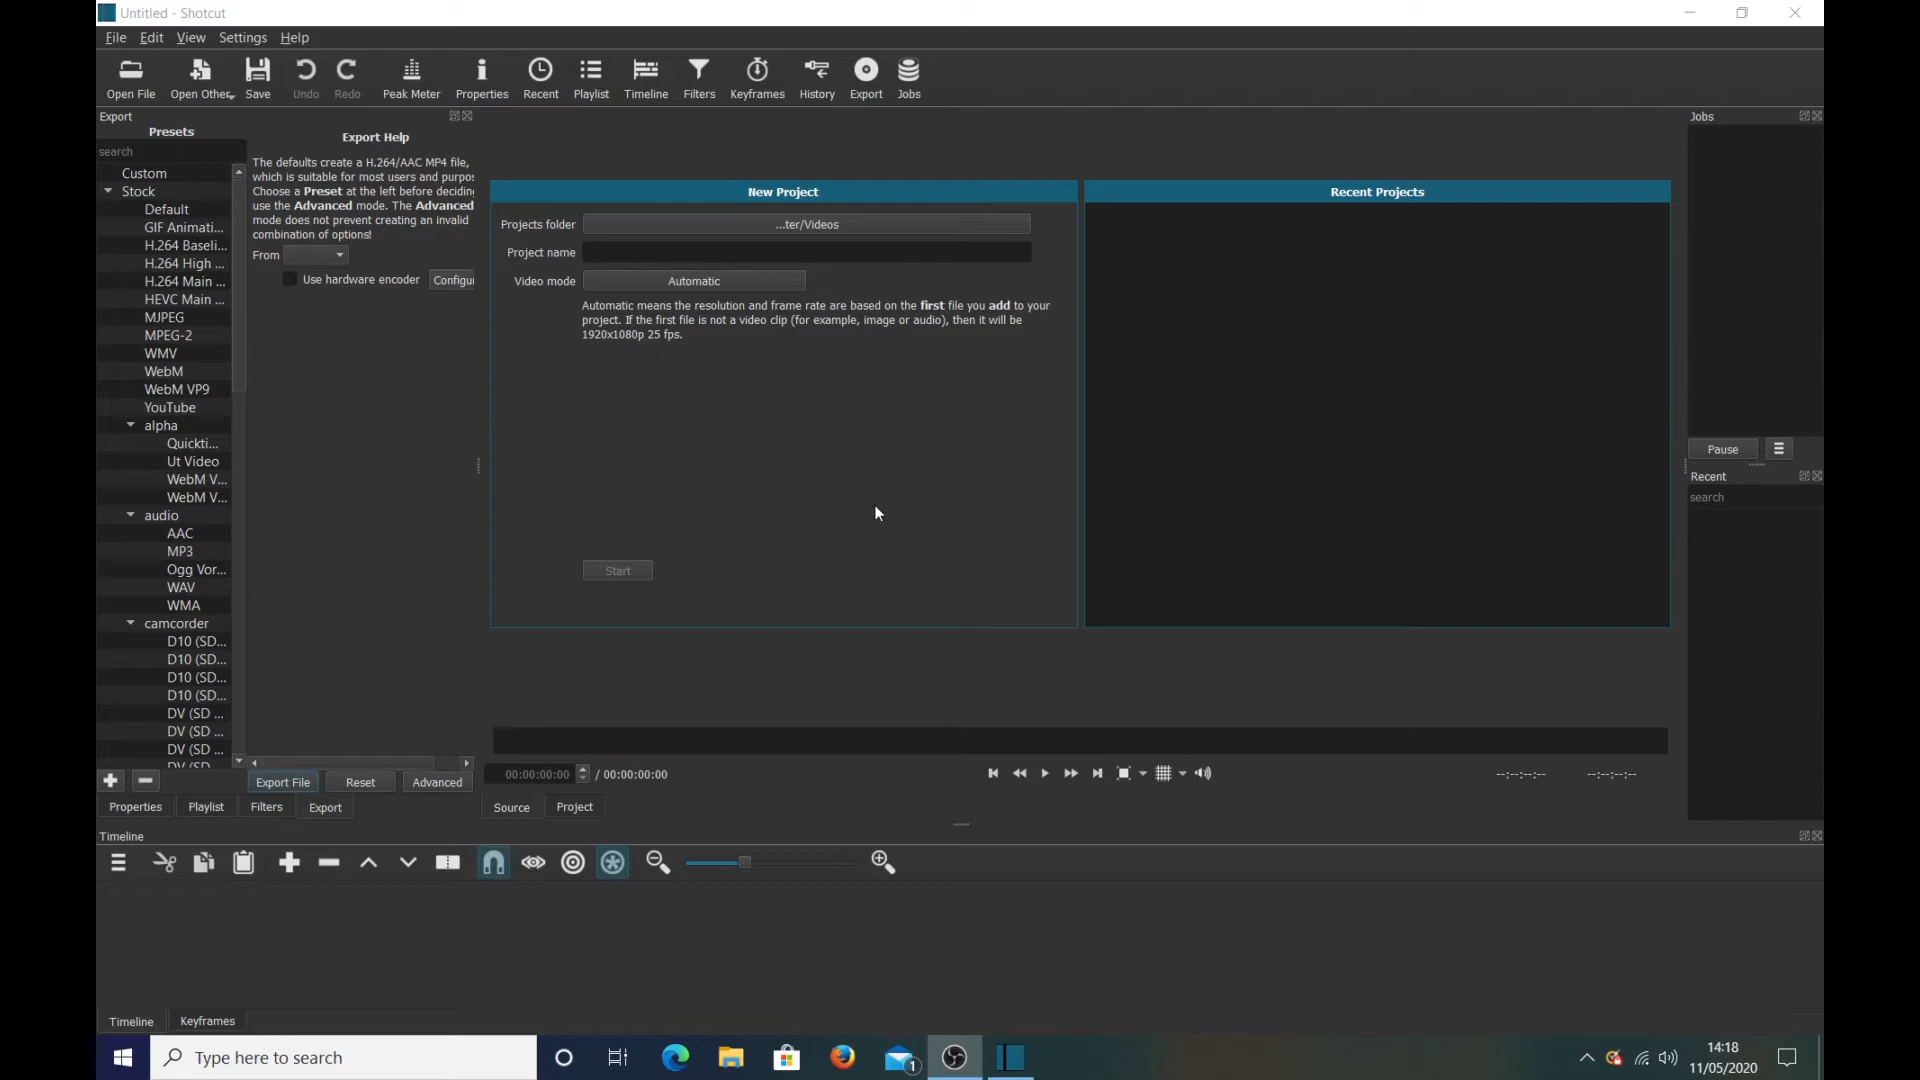 Untitled - Shotcut
File Edit View Settings Help
Open File Open Other Save Undo Redo Peak Meter Properties Recent Playlist Timeline Filters Keyframes History Export Jobs
Export
Presets
search
Custom
Stock
Default
GIF Animati...
H.264 Baseli...
H.264 High ...
H.264 Main ...
HEVC Main ...
MJPEG
MPEG-2
WMV
WebM
WebM VP9
YouTube
alpha
Quickti...
Ut Video
WebM V...
WebM V...
audio
AAC
MP3
Ogg Vor...
WAV
WMA
camcorder
D10 (SD...
D10 (SD...
D10 (SD...
D10 (SD...
DV (SD ...
DV (SD ...
DV (SD ...
Export Help
The defaults create a H.264/AAC MP4 file,
which is suitable for most users and purpos
Choose a Preset at the left before deciding
use the Advanced mode. The Advanced
mode does not prevent creating an invalid
combination of options!
From
Use hardware encoder Configur
Export File Reset Advanced
Properties Playlist Filters Export
New Project
Projects folder ...ter/Videos
Project name
Video mode Automatic
Automatic means the resolution and frame rate are based on the first file you add to your
project. If the first file is not a video clip (for example, image or audio), then it will be
1920x1080p 25 fps.
Start
Recent Projects
00:00:00:00 / 00:00:00:00
--:--:--:-- --:--:--:--
Source Project
Jobs
Pause
Recent
search
Timeline
Timeline Keyframes
Type here to search
1
14:18
11/05/2020